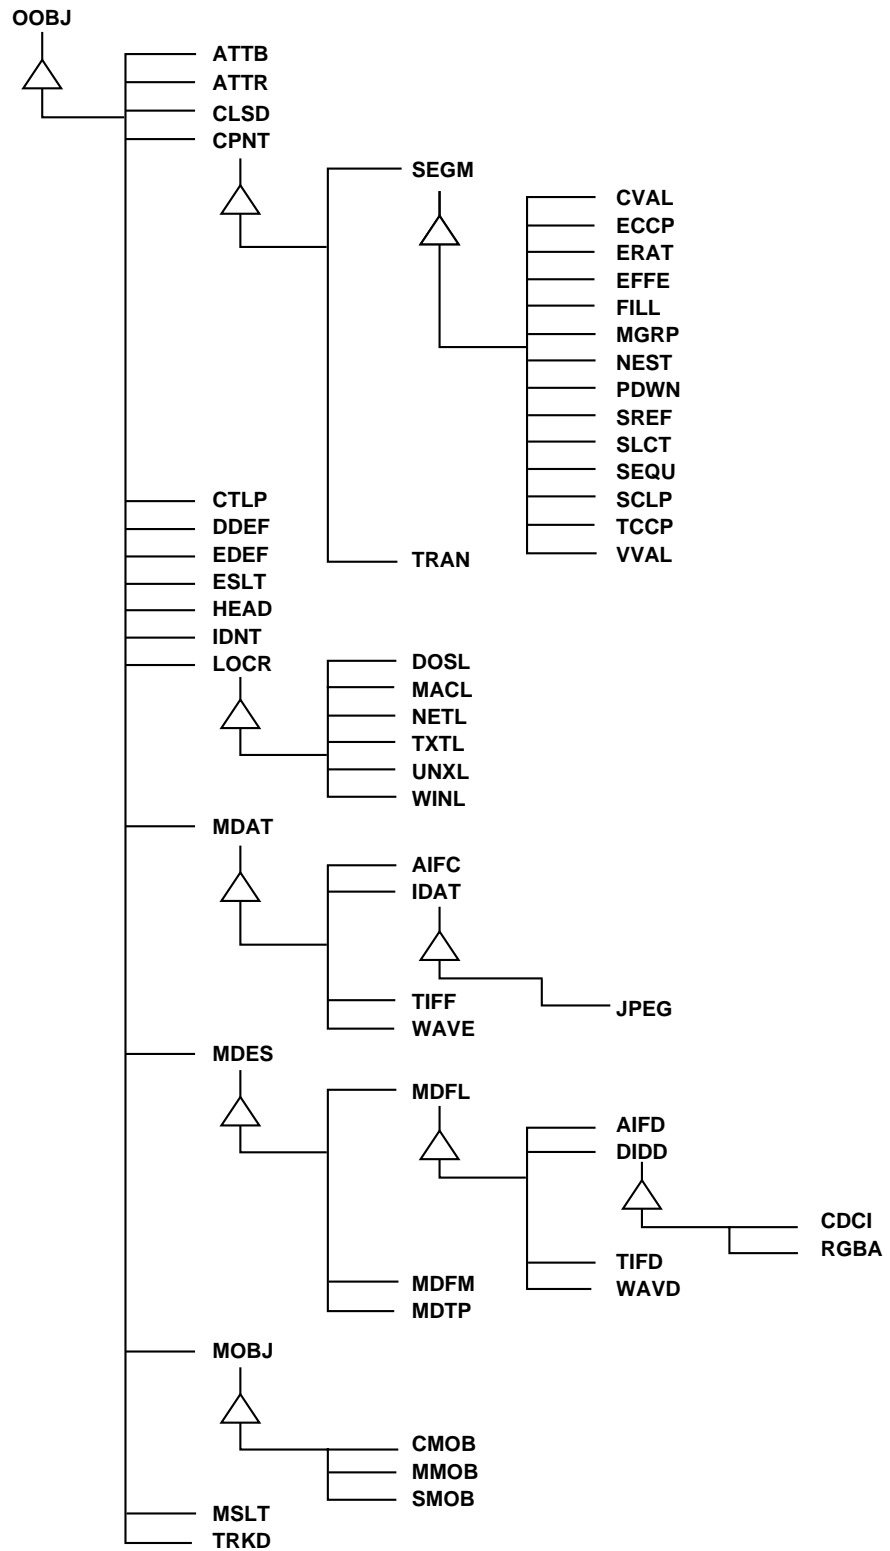 OOBJ
ATTB
ATTR
CLSD
CPNT
SEGM
CVAL
ECCP
ERAT
EFFE
FILL
MGRP
NEST
PDWN
SREF
SLCT
SEQU
SCLP
TCCP
VVAL
TRAN
CTLP
DDEF
EDEF
ESLT
HEAD
IDNT
LOCR
DOSL
MACL
NETL
TXTL
UNXL
WINL
MDAT
AIFC
IDAT
JPEG
TIFF
WAVE
MDES
MDFL
AIFD
DIDD
CDCI
RGBA
TIFD
WAVD
MDFM
MDTP
MOBJ
CMOB
MMOB
SMOB
MSLT
TRKD